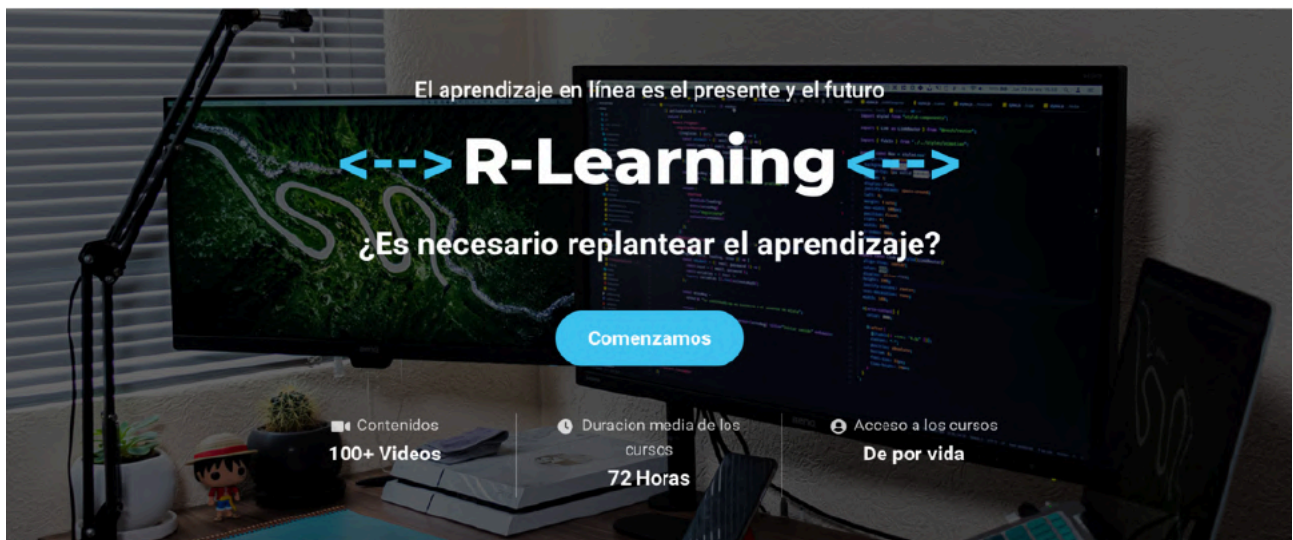 El aprendizaje en línea es el presente y el futuro
<--> R-Learning <-->
¿Es necesario replantear el aprendizaje?
Comenzamos
Contenidos
100+ Videos
Duracion media de los
cursos
72 Horas
Acceso a los cursos
De por vida